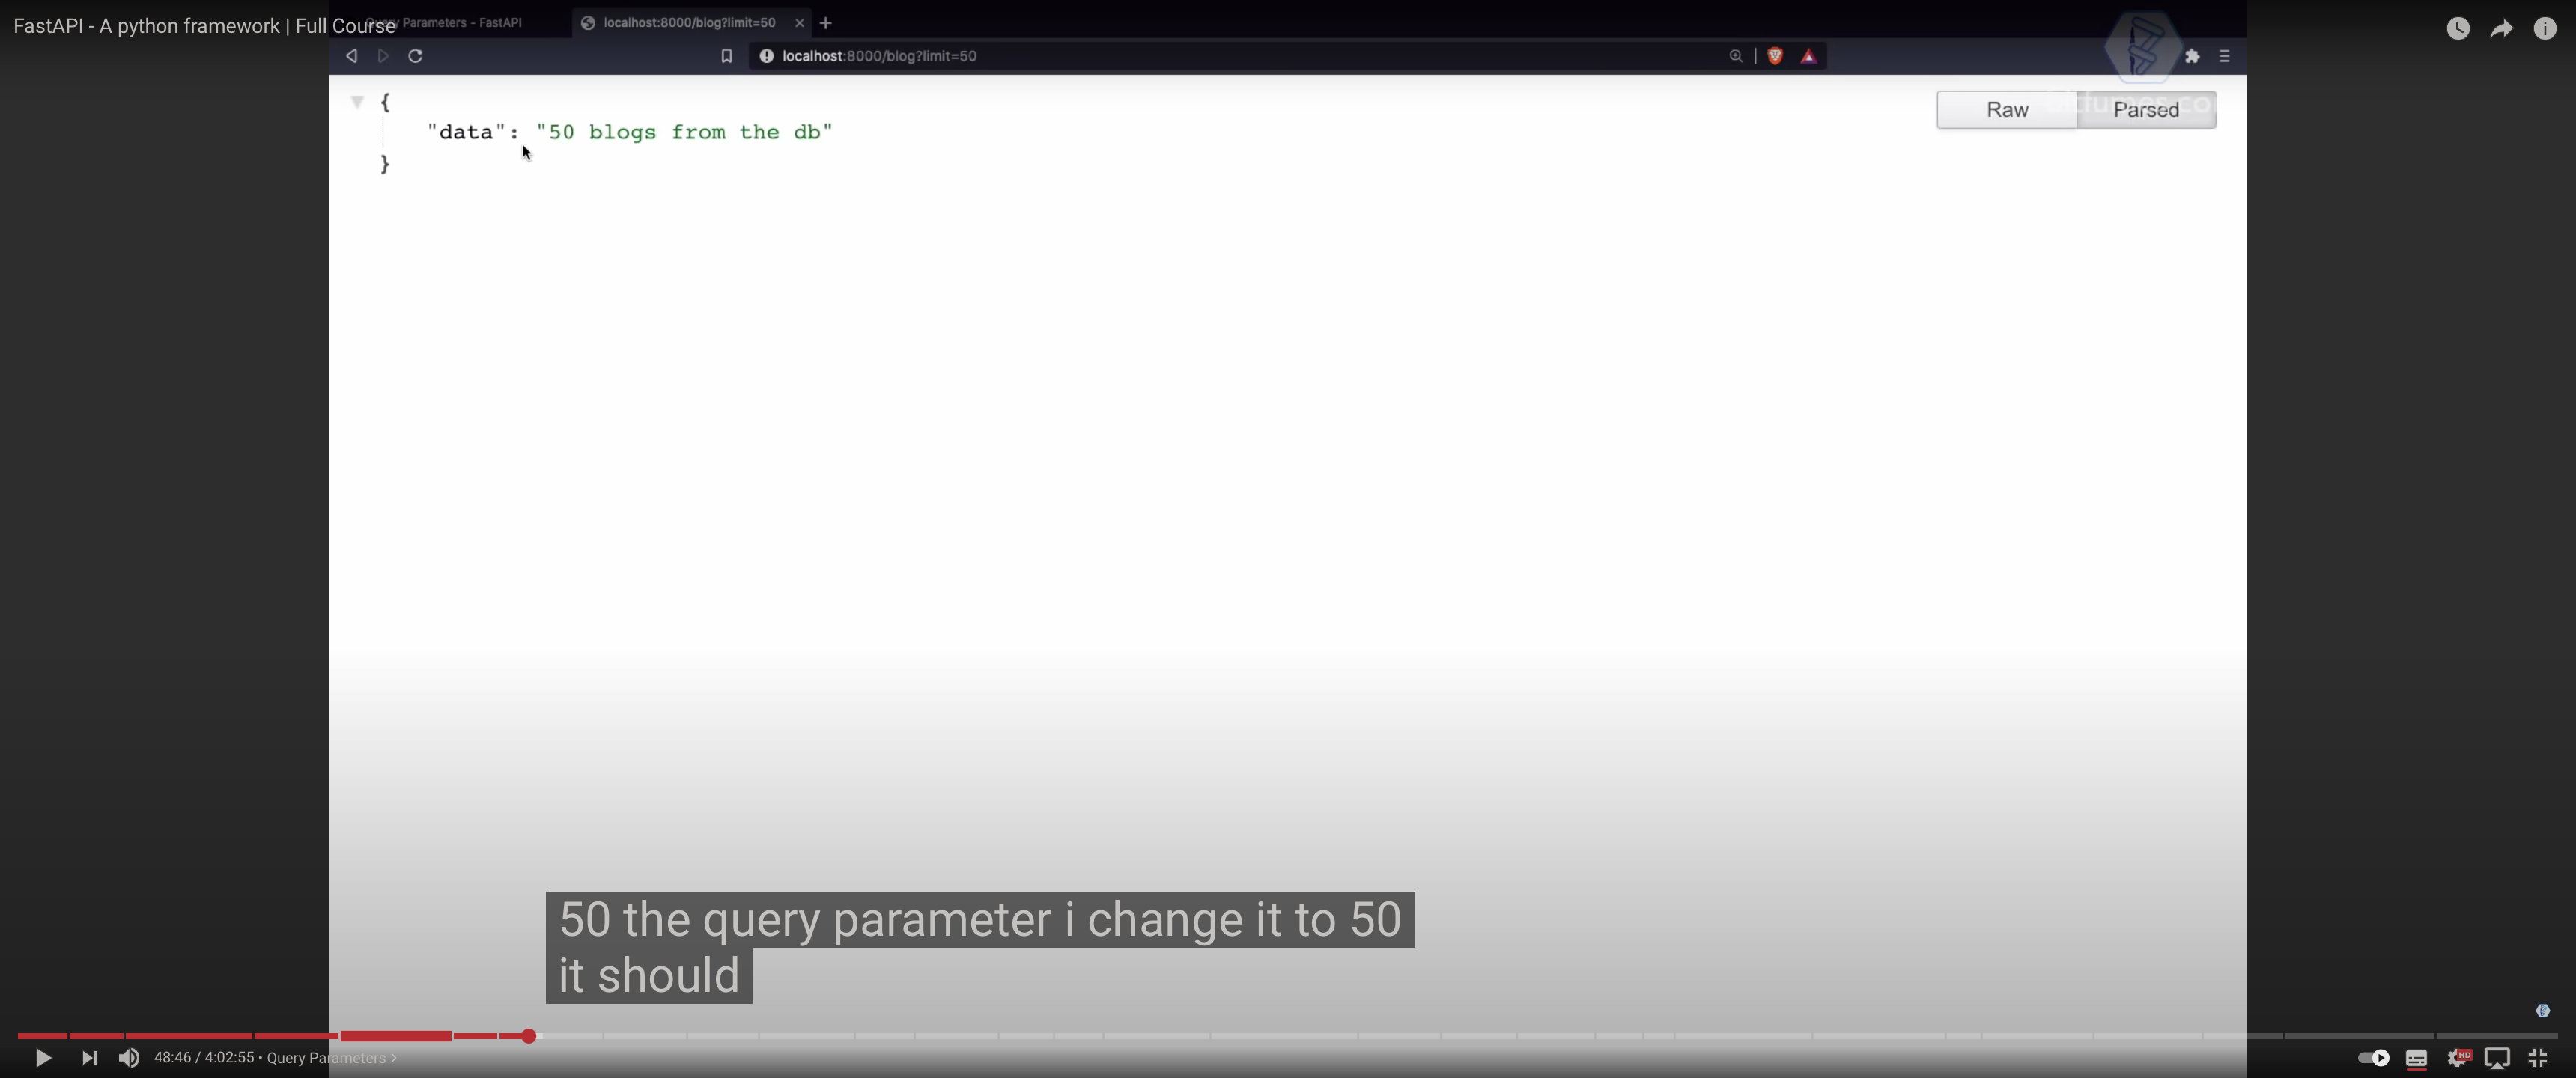 FastAPI - A python framework | Full Course
Query Parameters - FastAPI
localhost:8000/blog?limit=50
localhost:8000/blog?limit=50
Raw
Parsed
{
"data": "50 blogs from the db"
}
50 the query parameter i change it to 50
it should
48:46 / 4:02:55 • Query Parameters
HD